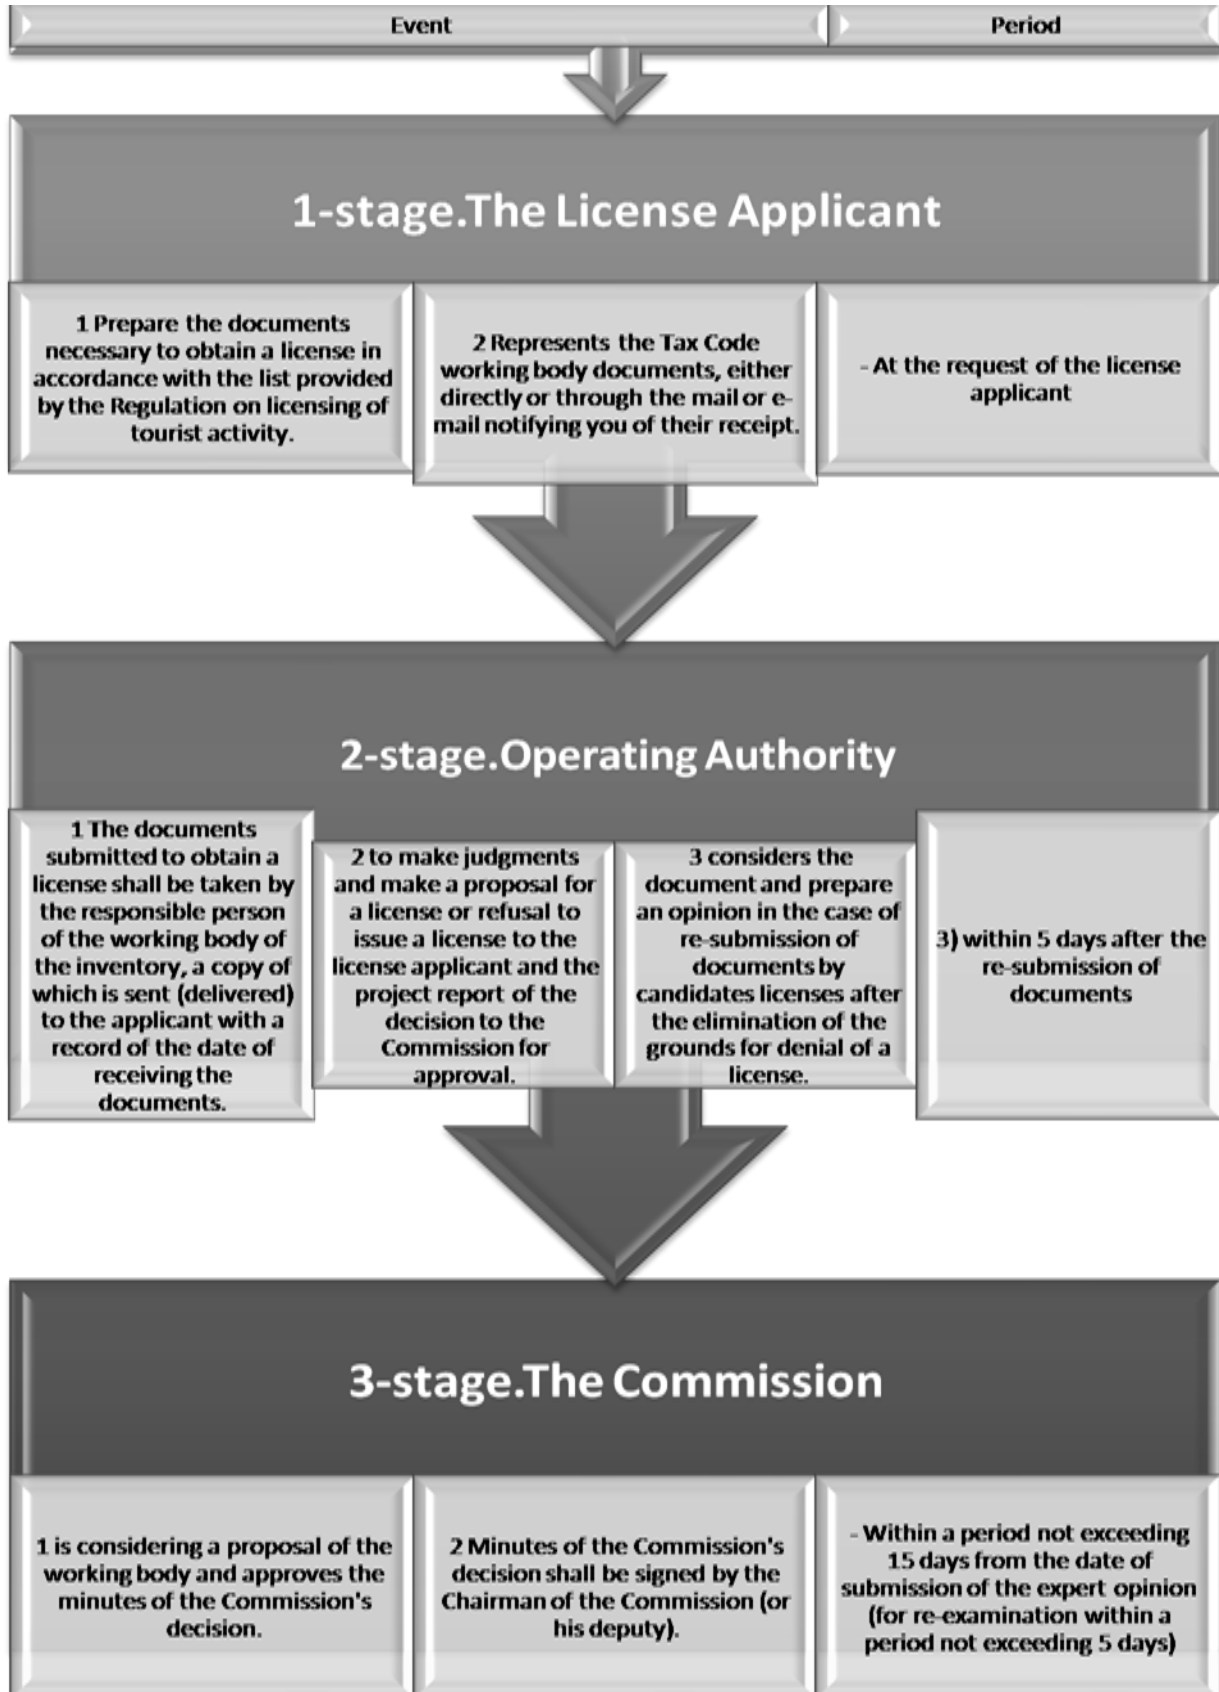 Event
Period
1-stage.The License Applicant
1 Prepare the documents
necessary to obtain a license in
accordance with the list provided
by the Regulation on licensing of
tourist activity.
2 Represents the Tax Code
working body documents, either
directly or through the mail or e-
mail notifying you of their receipt.
- At the request of the license
applicant
2-stage.Operating Authority
1 The documents
submitted to obtain a
license shall be taken by
the responsible person
of the working body of
the inventory, a copy of
which is sent (delivered)
to the applicant with a
record of the date of
receiving the
documents.
2 to make judgments
and make a proposal for
a license or refusal to
issue a license to the
license applicant and the
project report of the
decision to the
Commission for
approval.
3 considers the
document and prepare
an opinion in the case of
re-submission of
documents by
candidates licenses after
the elimination of the
grounds for denial of a
license.
3) within 5 days after the
re-submission of
documents
3-stage.The Commission
1 is considering a proposal of the
working body and approves the
minutes of the Commission's
decision.
2 Minutes of the Commission's
decision shall be signed by the
Chairman of the Commission (or
his deputy).
- Within a period not exceeding
15 days from the date of
submission of the expert opinion
(for re-examination within a
period not exceeding 5 days)